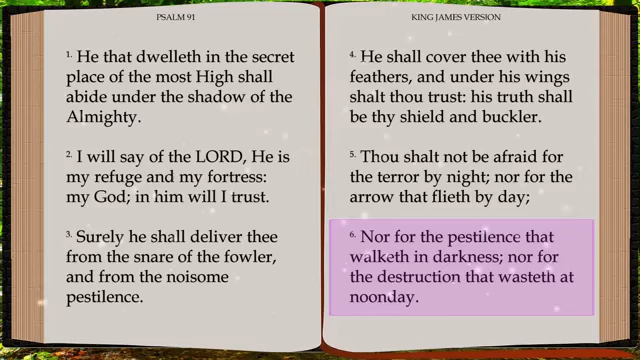 PSALM 91
1. He that dwelleth in the secret
place of the most High shall
abide under the shadow of the
Almighty.
2. I will say of the LORD, He is
my refuge and my fortress:
my God; in him will I trust.
3. Surely he shall deliver thee
from the snare of the fowler,
and from the noisome
pestilence.
KING JAMES VERSION
4. He shall cover thee with his
feathers, and under his wings
shalt thou trust: his truth shall
be thy shield and buckler.
5. Thou shalt not be afraid for
the terror by night; nor for the
arrow that flieth by day;
6. Nor for the pestilence that
walketh in darkness; nor for
the destruction that wasteth at
noonday.